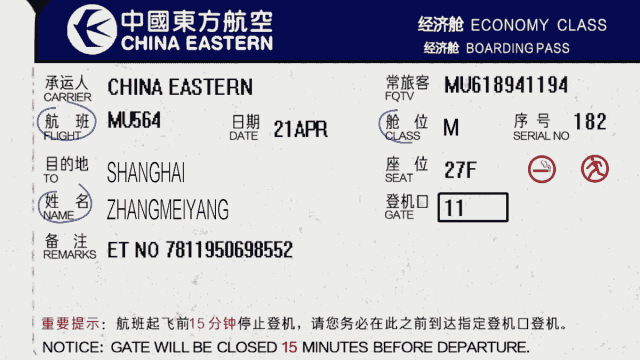 中國東方航空
CHINA EASTERN
经济舱 ECONOMY CLASS
经济舱 BOARDING PASS
承运人 CHINA EASTERN
CARRIER
常旅客 MU618941194
FQTV
航 班 MU564
FLIGHT
日期 21APR
DATE
舱 位 M
CLASS
序 号 182
SERIAL NO
目的地 SHANGHAI
TO
座 位 27F
SEAT
姓 名 ZHANGMEIYANG
NAME
登机口 11
GATE
备 注 ET NO 7811950698552
REMARKS
重要提示：航班起飞前15分钟停止登机，请您务必在此之前到达指定登机口登机。
NOTICE: GATE WILL BE CLOSED 15 MINUTES BEFORE DEPARTURE.